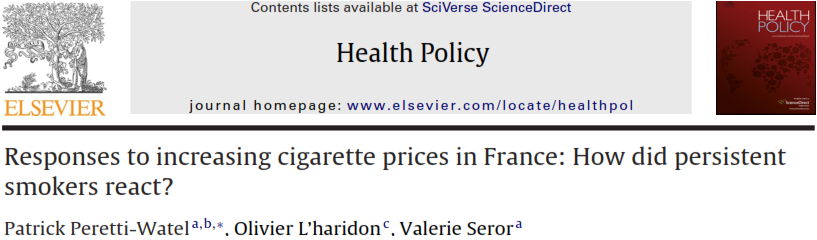 Contents lists available at SciVerse ScienceDirect
Health Policy
journal homepage: www.elsevier.com/locate/healthpol
ELSEVIER
HEALTH
POLICY
ScienceDirect
Responses to increasing cigarette prices in France: How did persistent
smokers react?
Patrick Peretti-Watel a,b,*, Olivier L'haridon c, Valerie Seror a